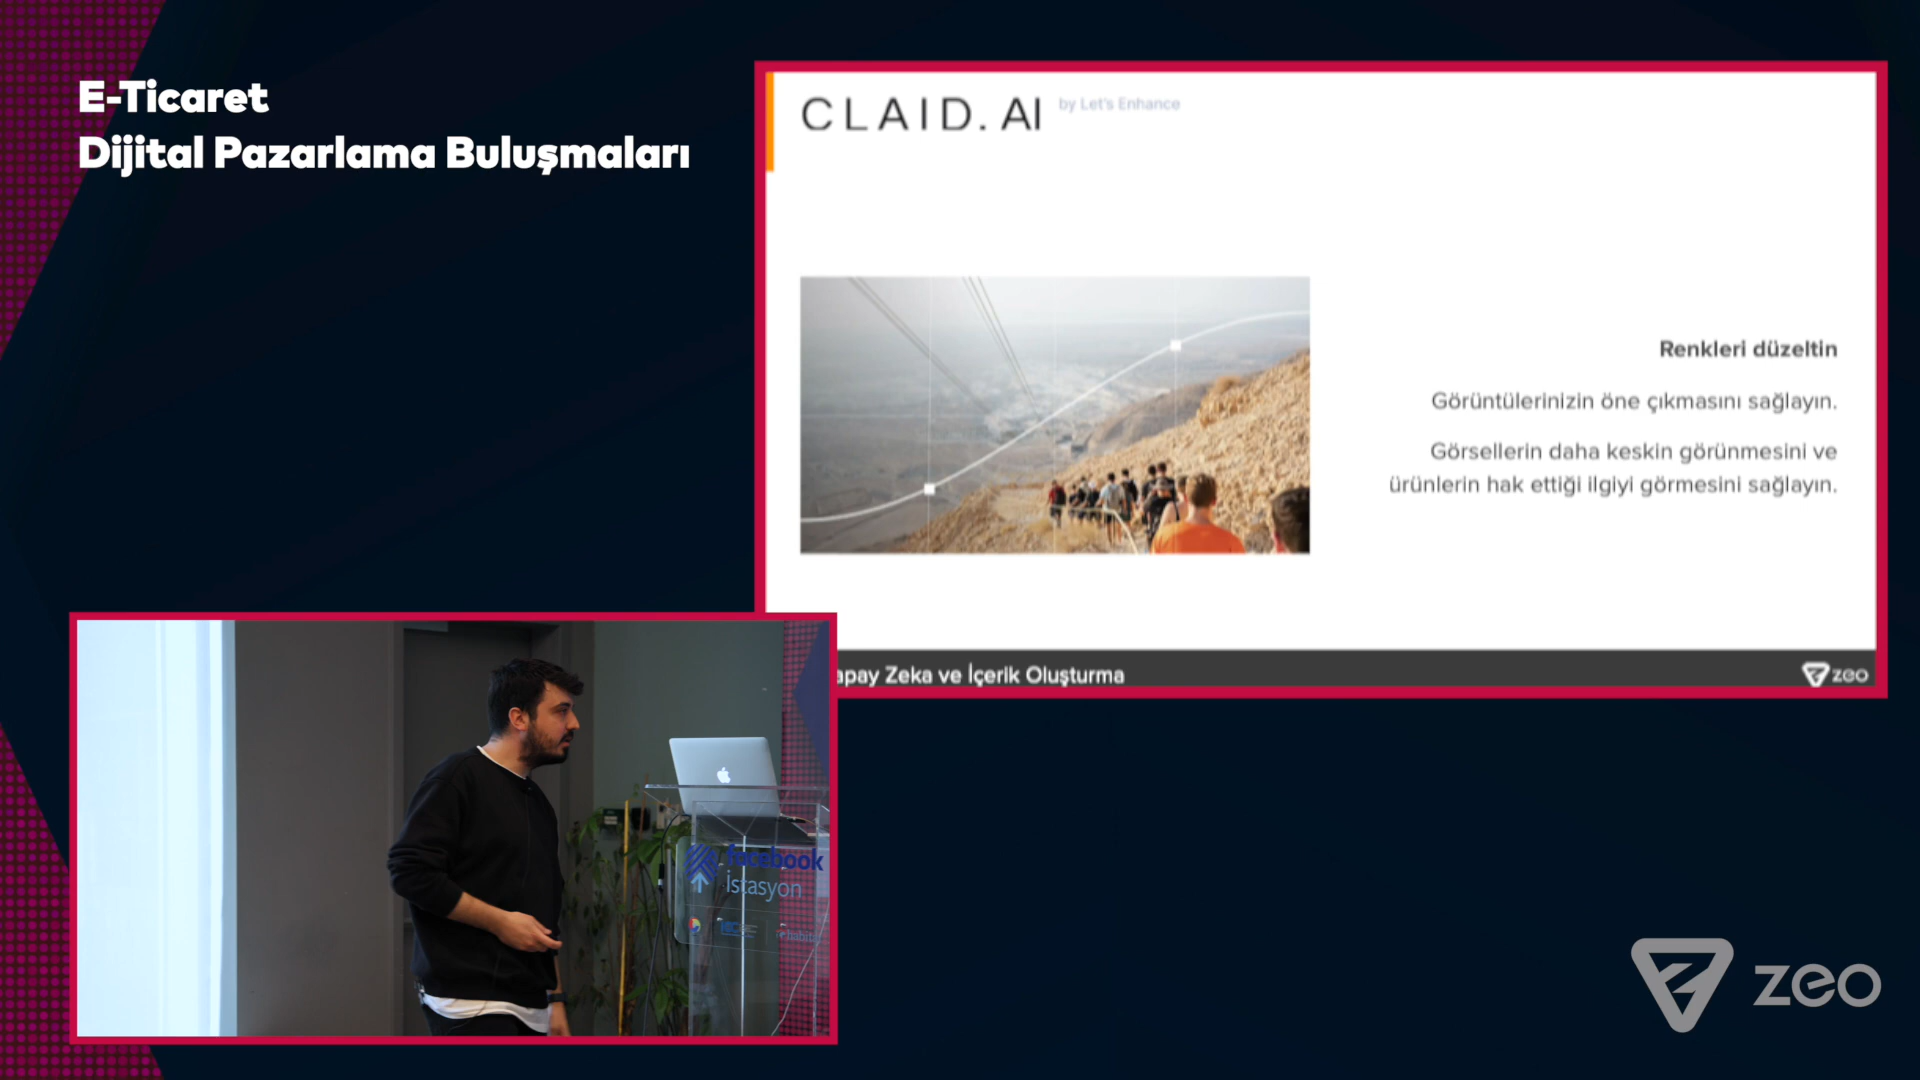 E-Ticaret
Dijital Pazarlama Buluşmaları
CLAID.AI by Let's Enhance
Renkleri düzeltin
Görüntülerinizin öne çıkmasını sağlayın.
Görsellerin daha keskin görünmesini ve
ürünlerin hak ettiği ilgiyi görmesini sağlayın.
apay Zeka ve İçerik Oluşturma
zeo
facebook
İstasyon
zeo